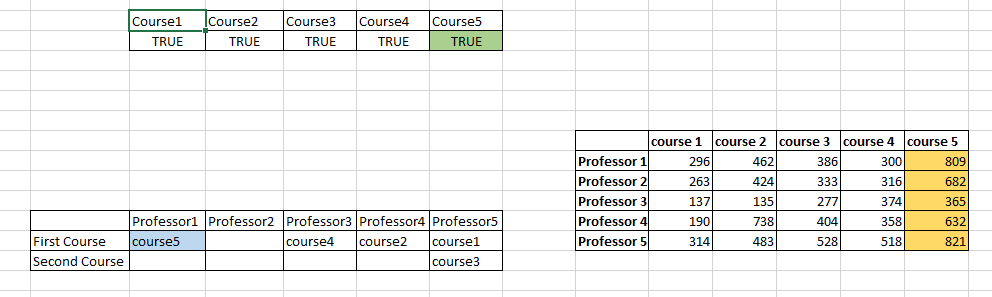 Course1 Course2 Course3 Course4 Course5
TRUE TRUE TRUE TRUE TRUE
course 1 course 2 course 3 course 4 course 5
Professor 1 296 462 386 300 809
Professor 2 263 424 333 316 682
Professor 3 137 135 277 374 365
Professor 4 190 738 404 358 632
Professor 5 314 483 528 518 821
Professor1 Professor2 Professor3 Professor4 Professor5
First Course course5 course4 course2 course1
Second Course course3